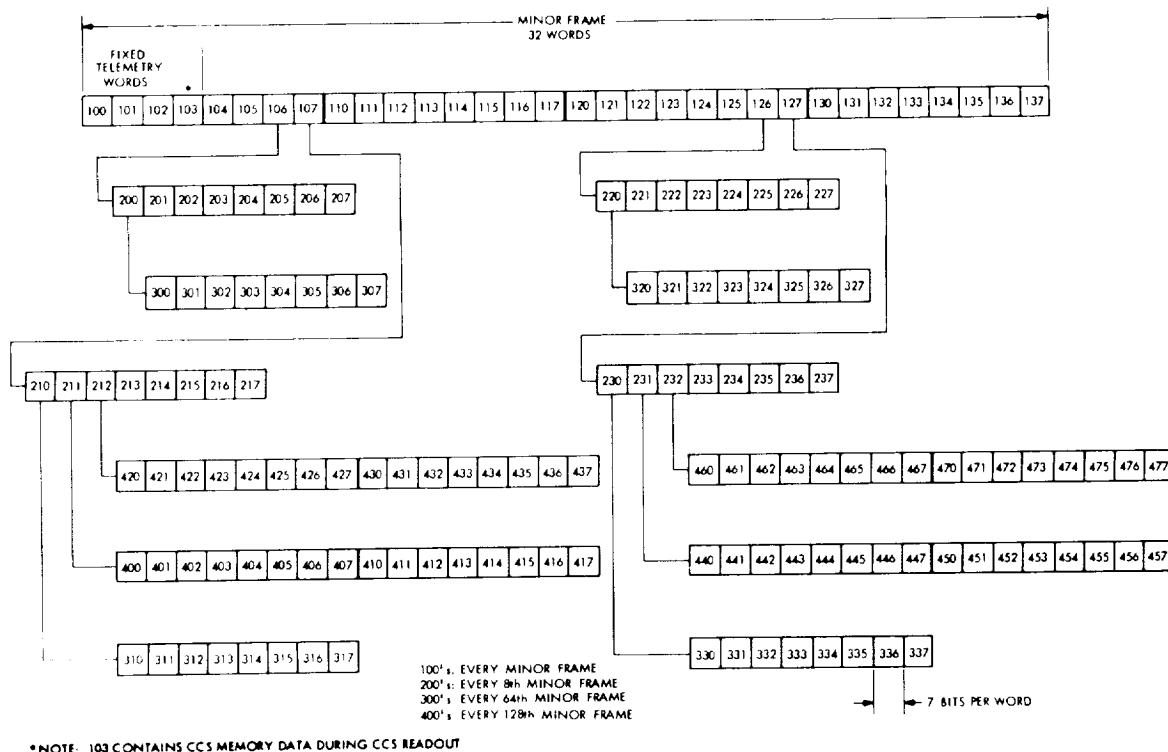 MINOR FRAME
32 WORDS
FIXED
TELEMETRY
WORDS
*
100 101 102 103 104 105 106 107 110 111 112 113 114 115 116 117 120 121 122 123 124 125 126 127 130 131 132 133 134 135 136 137
200 201 202 203 204 205 206 207
220 221 222 223 224 225 226 227
300 301 302 303 304 305 306 307
320 321 322 323 324 325 326 327
210 211 212 213 214 215 216 217
230 231 232 233 234 235 236 237
420 421 422 423 424 425 426 427 430 431 432 433 434 435 436 437
460 461 462 463 464 465 466 467 470 471 472 473 474 475 476 477
400 401 402 403 404 405 406 407 410 411 412 413 414 415 416 417
440 441 442 443 444 445 446 447 450 451 452 453 454 455 456 457
310 311 312 313 314 315 316 317
330 331 332 333 334 335 336 337
100's: EVERY MINOR FRAME
200's: EVERY 8th MINOR FRAME
300's EVERY 64th MINOR FRAME
400's EVERY 128th MINOR FRAME
7 BITS PER WORD
*NOTE: 103 CONTAINS CCS MEMORY DATA DURING CCS READOUT